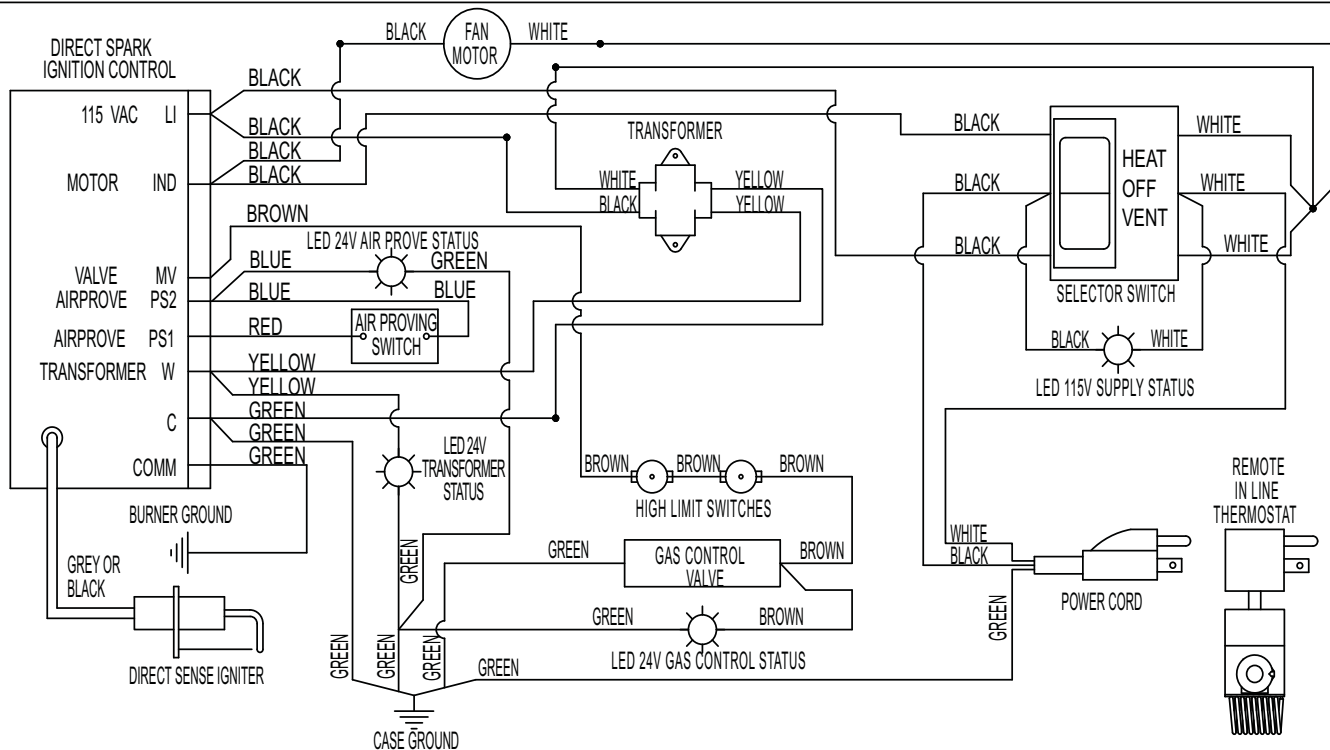 BLACK
FAN
MOTOR
WHITE
DIRECT SPARK
IGNITION CONTROL
BLACK
115 VAC LI
BLACK
BLACK
MOTOR IND
BLACK
BROWN
LED 24V AIR PROVE STATUS
VALVE MV
BLUE
GREEN
AIRPROVE PS2
BLUE
BLUE
AIRPROVE PS1
RED
AIR PROVING
SWITCH
TRANSFORMER W
YELLOW
YELLOW
C
GREEN
GREEN
COMM
GREEN
LED 24V
TRANSFORMER
STATUS
BURNER GROUND
GREY OR
BLACK
DIRECT SENSE IGNITER
TRANSFORMER
WHITE
YELLOW
BLACK
YELLOW
BLACK
WHITE
BLACK
HEAT
OFF
VENT
WHITE
BLACK
WHITE
SELECTOR SWITCH
BLACK
WHITE
LED 115V SUPPLY STATUS
BROWN
BROWN
BROWN
HIGH LIMIT SWITCHES
GREEN
GREEN
GAS CONTROL
VALVE
BROWN
GREEN
BROWN
LED 24V GAS CONTROL STATUS
GREEN
GREEN
GREEN
GREEN
CASE GROUND
WHITE
BLACK
GREEN
POWER CORD
REMOTE
IN LINE
THERMOSTAT